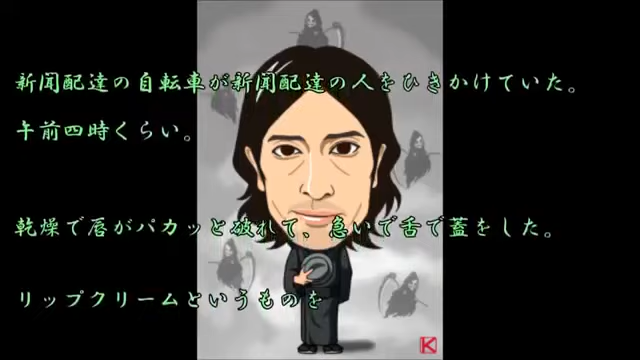 新聞配達の自転車が新聞配達の人をひきかけていた。
午前四時くらい。
乾燥で唇がパカッと破れて、急いで舌で蓋をした。
リップクリームというものを
K